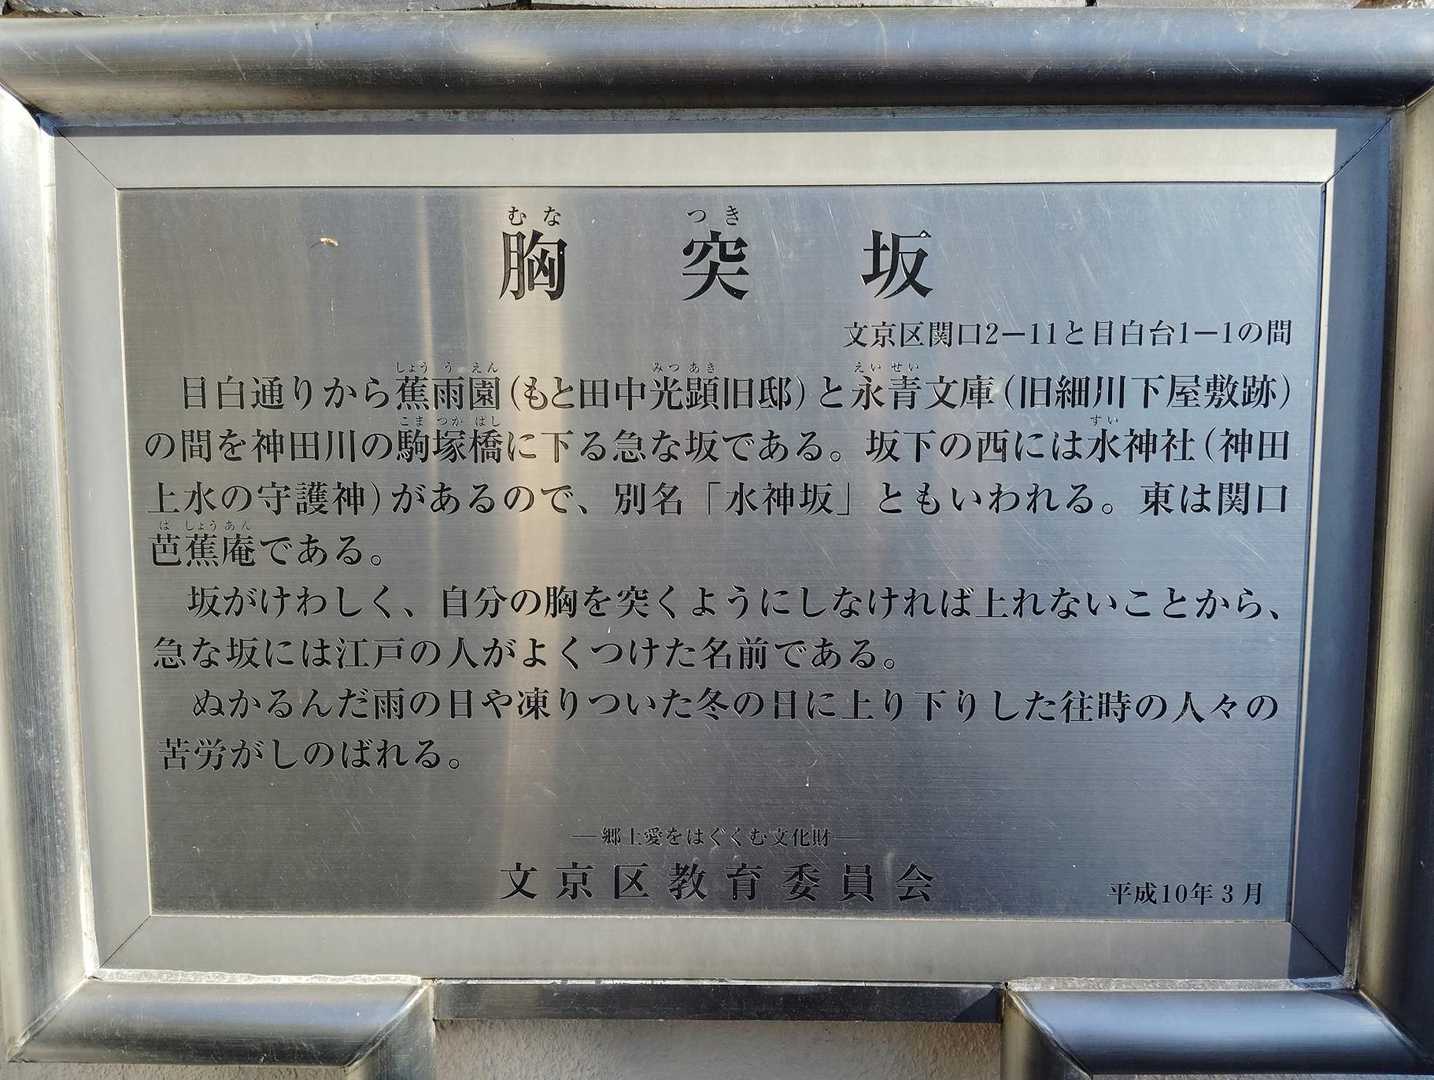 むな つき
胸突坂
文京区関口2−11と目白台1−1の間
しょう う えん みつ あき えい せい
目白通りから蕉雨園(もと田中光顕旧邸)と永青文庫(旧細川下屋敷跡)
こま つか はし すい
の間を神田川の駒塚橋に下る急な坂である。坂下の西には水神社(神田
上水の守護神)があるので、別名「水神坂」ともいわれる。東は関口
ば しょう あん
芭蕉庵である。
坂がけわしく、自分の胸を突くようにしなければ上れないことから、
急な坂には江戸の人がよくつけた名前である。
ぬかるんだ雨の日や凍りついた冬の日に上り下りした往時の人々の
苦労がしのばれる。
―郷土愛をはぐくむ文化財―
文京区教育委員会
平成10年3月